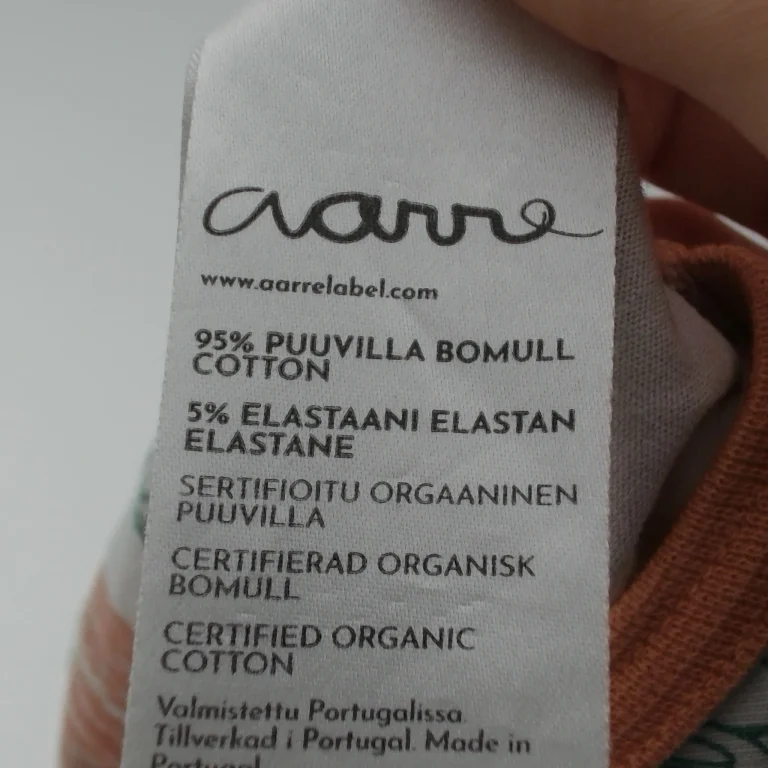 aarre
www.aarrelabel.com
95% PUUVILLA BOMULL
COTTON
5% ELASTAANI ELASTAN
ELASTANE
SERTIFIOITU ORGAANINEN
PUUVILLA
CERTIFIERAD ORGANISK
BOMULL
CERTIFIED ORGANIC
COTTON
Valmistettu Portugalissa.
Tillverkad i Portugal. Made in
Portugal